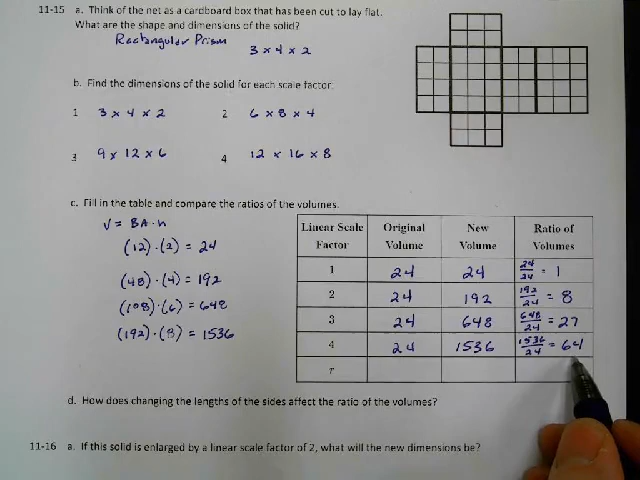 11-15 a. Think of the net as a cardboard box that has been cut to lay flat.
What are the shape and dimensions of the solid?
Rectangular Prism 3 x 4 x 2
b. Find the dimensions of the solid for each scale factor.
1 3 x 4 x 2 2 6 x 8 x 4
3 9 x 12 x 6 4 12 x 16 x 8
c. Fill in the table and compare the ratios of the volumes.
V = BA · h
(12) · (2) = 24
(48) · (4) = 192
(108) · (6) = 648
(192) · (8) = 1536
Linear Scale Factor Original Volume New Volume Ratio of Volumes
1 24 24 24/24 = 1
2 24 192 192/24 = 8
3 24 648 648/24 = 27
4 24 1536 1536/24 = 64
r
d. How does changing the lengths of the sides affect the ratio of the volumes?
11-16 a. If this solid is enlarged by a linear scale factor of 2, what will the new dimensions be?